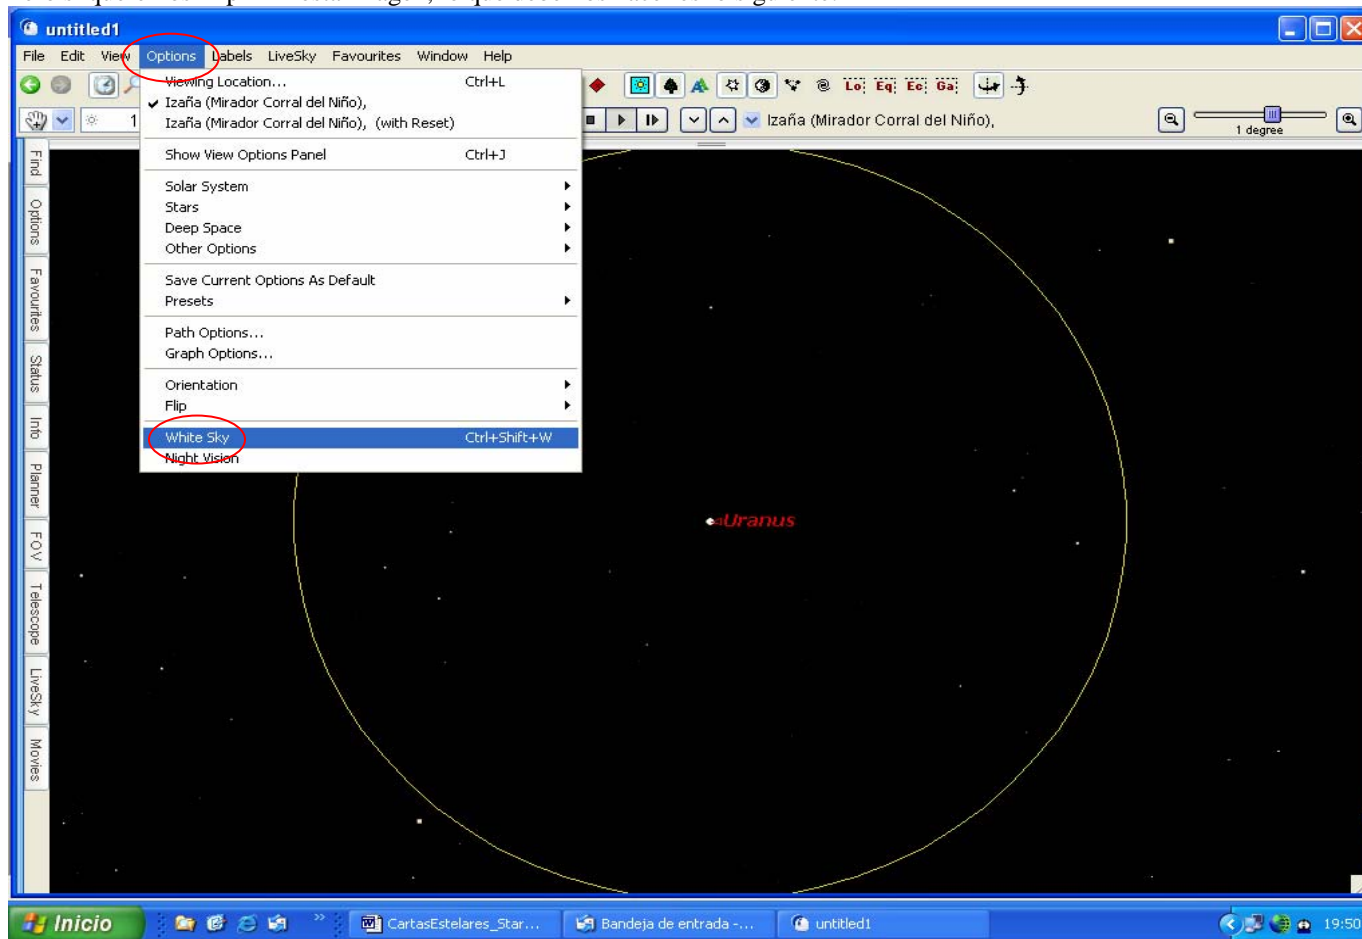 untitled1
File Edit View Options Labels LiveSky Favourites Window Help
Viewing Location... Ctrl+L
Izaña (Mirador Corral del Niño),
Izaña (Mirador Corral del Niño), (with Reset)
Show View Options Panel Ctrl+J
Solar System
Stars
Deep Space
Other Options
Save Current Options As Default
Presets
Path Options...
Graph Options...
Orientation
Flip
White Sky Ctrl+Shift+W
Night Vision
Lo Eq Ec Ga
1
Izaña (Mirador Corral del Niño),
1 degree
Find
Options
Favourites
Status
Info
Planner
FOV
Telescope
LiveSky
Movies
Uranus
Inicio
CartasEstelares_Star...
Bandeja de entrada -...
untitled1
19:50